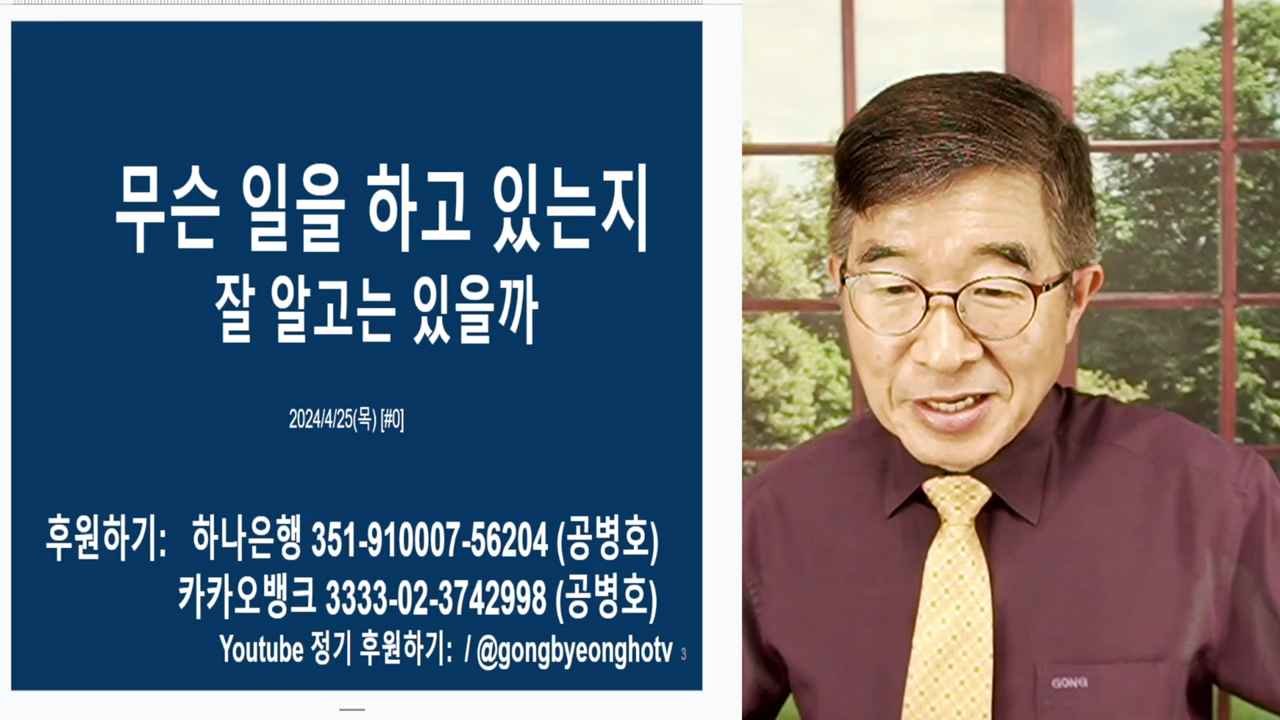 무슨 일을 하고 있는지
잘 알고는 있을까
2024/4/25(목) [#0]
후원하기: 하나은행 351-910007-56204 (공병호)
카카오뱅크 3333-02-3742998 (공병호)
Youtube 정기 후원하기: / @gongbyeonghotv
3
GONG